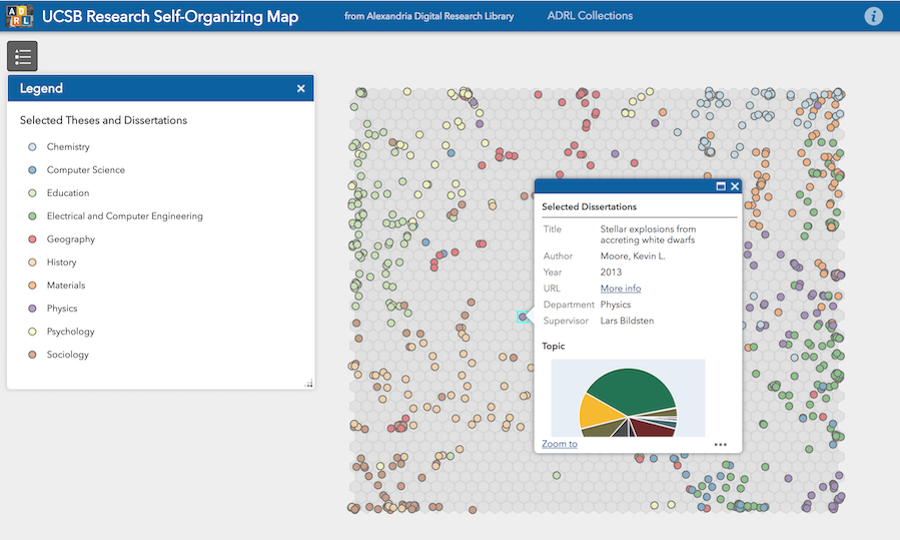 ADRL
UCSB Research Self-Organizing Map
from Alexandria Digital Research Library
ADRL Collections
i
Legend
Selected Theses and Dissertations
Chemistry
Computer Science
Education
Electrical and Computer Engineering
Geography
History
Materials
Physics
Psychology
Sociology
Selected Dissertations
Title Stellar explosions from
accreting white dwarfs
Author Moore, Kevin L.
Year 2013
URL More info
Department Physics
Supervisor Lars Bildsten
Topic
Zoom to